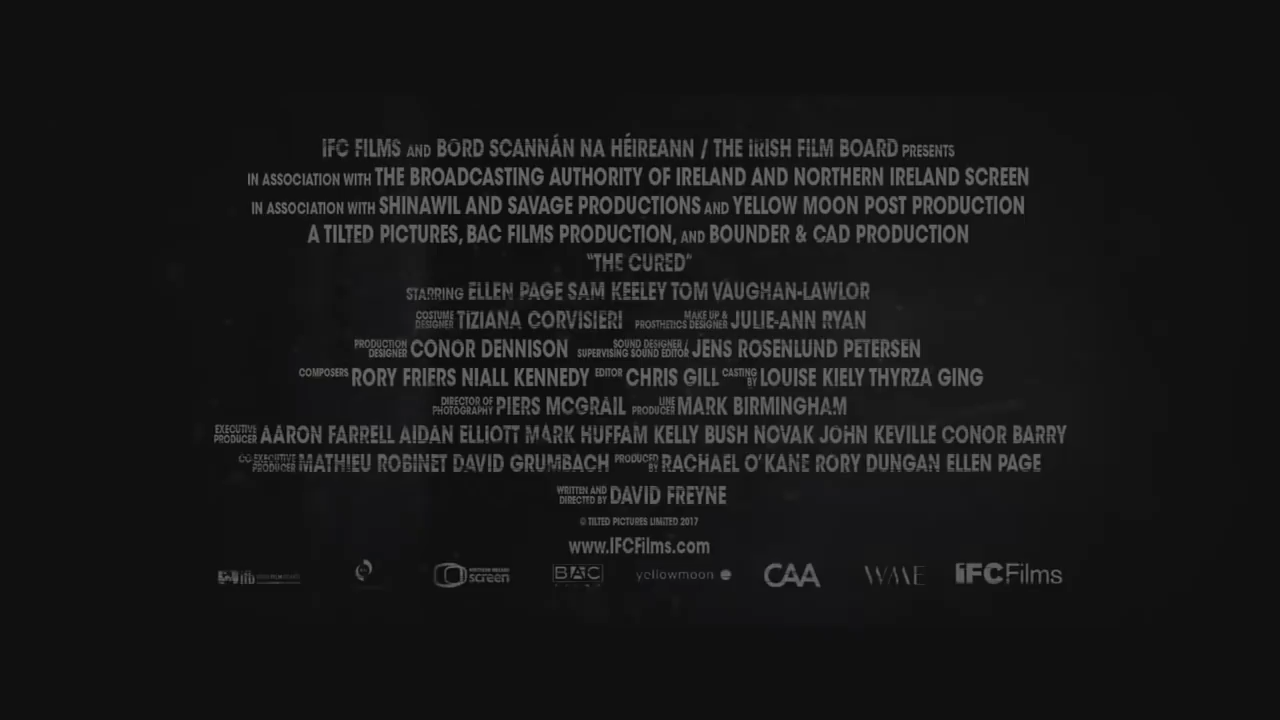 IFC FILMS AND BORD SCANNÁN NA HÉIREANN / THE IRISH FILM BOARD PRESENTS
IN ASSOCIATION WITH THE BROADCASTING AUTHORITY OF IRELAND AND NORTHERN IRELAND SCREEN
IN ASSOCIATION WITH SHINAWIL AND SAVAGE PRODUCTIONS AND YELLOW MOON POST PRODUCTION
A TILTED PICTURES, BAC FILMS PRODUCTION, AND BOUNDER & CAD PRODUCTION
"THE CURED"
STARRING ELLEN PAGE SAM KEELEY TOM VAUGHAN-LAWLOR
COSTUME DESIGNER TIZIANA CORVISIERI MAKE UP & PROSTHETICS DESIGNER JULIE-ANN RYAN
PRODUCTION DESIGNER CONOR DENNISON SOUND DESIGNER / SUPERVISING SOUND EDITOR JENS ROSENLUND PETERSEN
COMPOSERS RORY FRIERS NIALL KENNEDY EDITOR CHRIS GILL CASTING BY LOUISE KIELY THYRZA GING
DIRECTOR OF PHOTOGRAPHY PIERS MCGRAIL LINE PRODUCER MARK BIRMINGHAM
EXECUTIVE PRODUCER AARON FARRELL AIDAN ELLIOTT MARK HUFFAM KELLY BUSH NOVAK JOHN KEVILLE CONOR BARRY
CO EXECUTIVE PRODUCER MATHIEU ROBINET DAVID GRUMBACH PRODUCED BY RACHAEL O'KANE RORY DUNGAN ELLEN PAGE
WRITTEN AND DIRECTED BY DAVID FREYNE
© TILTED PICTURES LIMITED 2017
www.IFCFilms.com
ifb NORTHERN IRELAND screen BAC yellowmoon CAA WME IFC Films